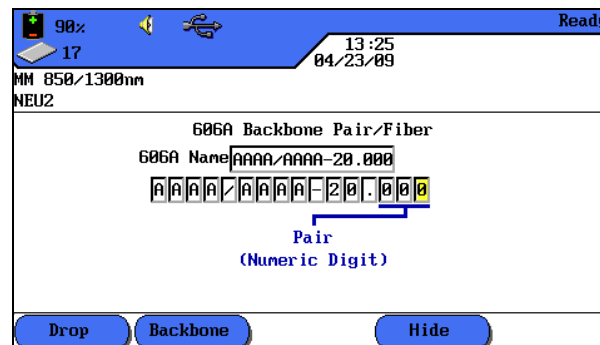 90%
Read
17
13:25
04/23/09
MM 850/1300nm
NEU2
606A Backbone Pair/Fiber
606A Name AAAA/AAAA-20.000
AAAA/AAAA-20.000
Pair
(Numeric Digit)
Drop Backbone Hide